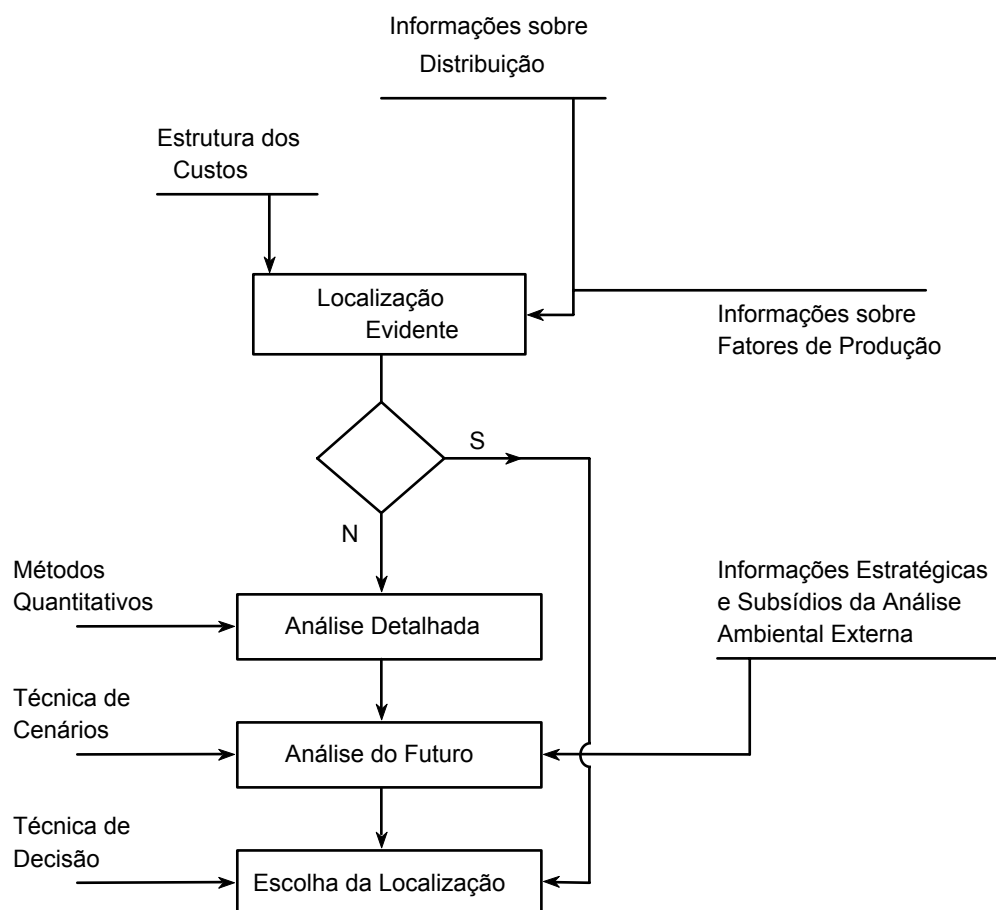 Informações sobre
Distribuição
Estrutura dos
Custos
Localização
Evidente
Informações sobre
Fatores de Produção
S
N
Métodos
Quantitativos
Análise Detalhada
Informações Estratégicas
e Subsídios da Análise
Ambiental Externa
Técnica de
Cenários
Análise do Futuro
Técnica de
Decisão
Escolha da Localização